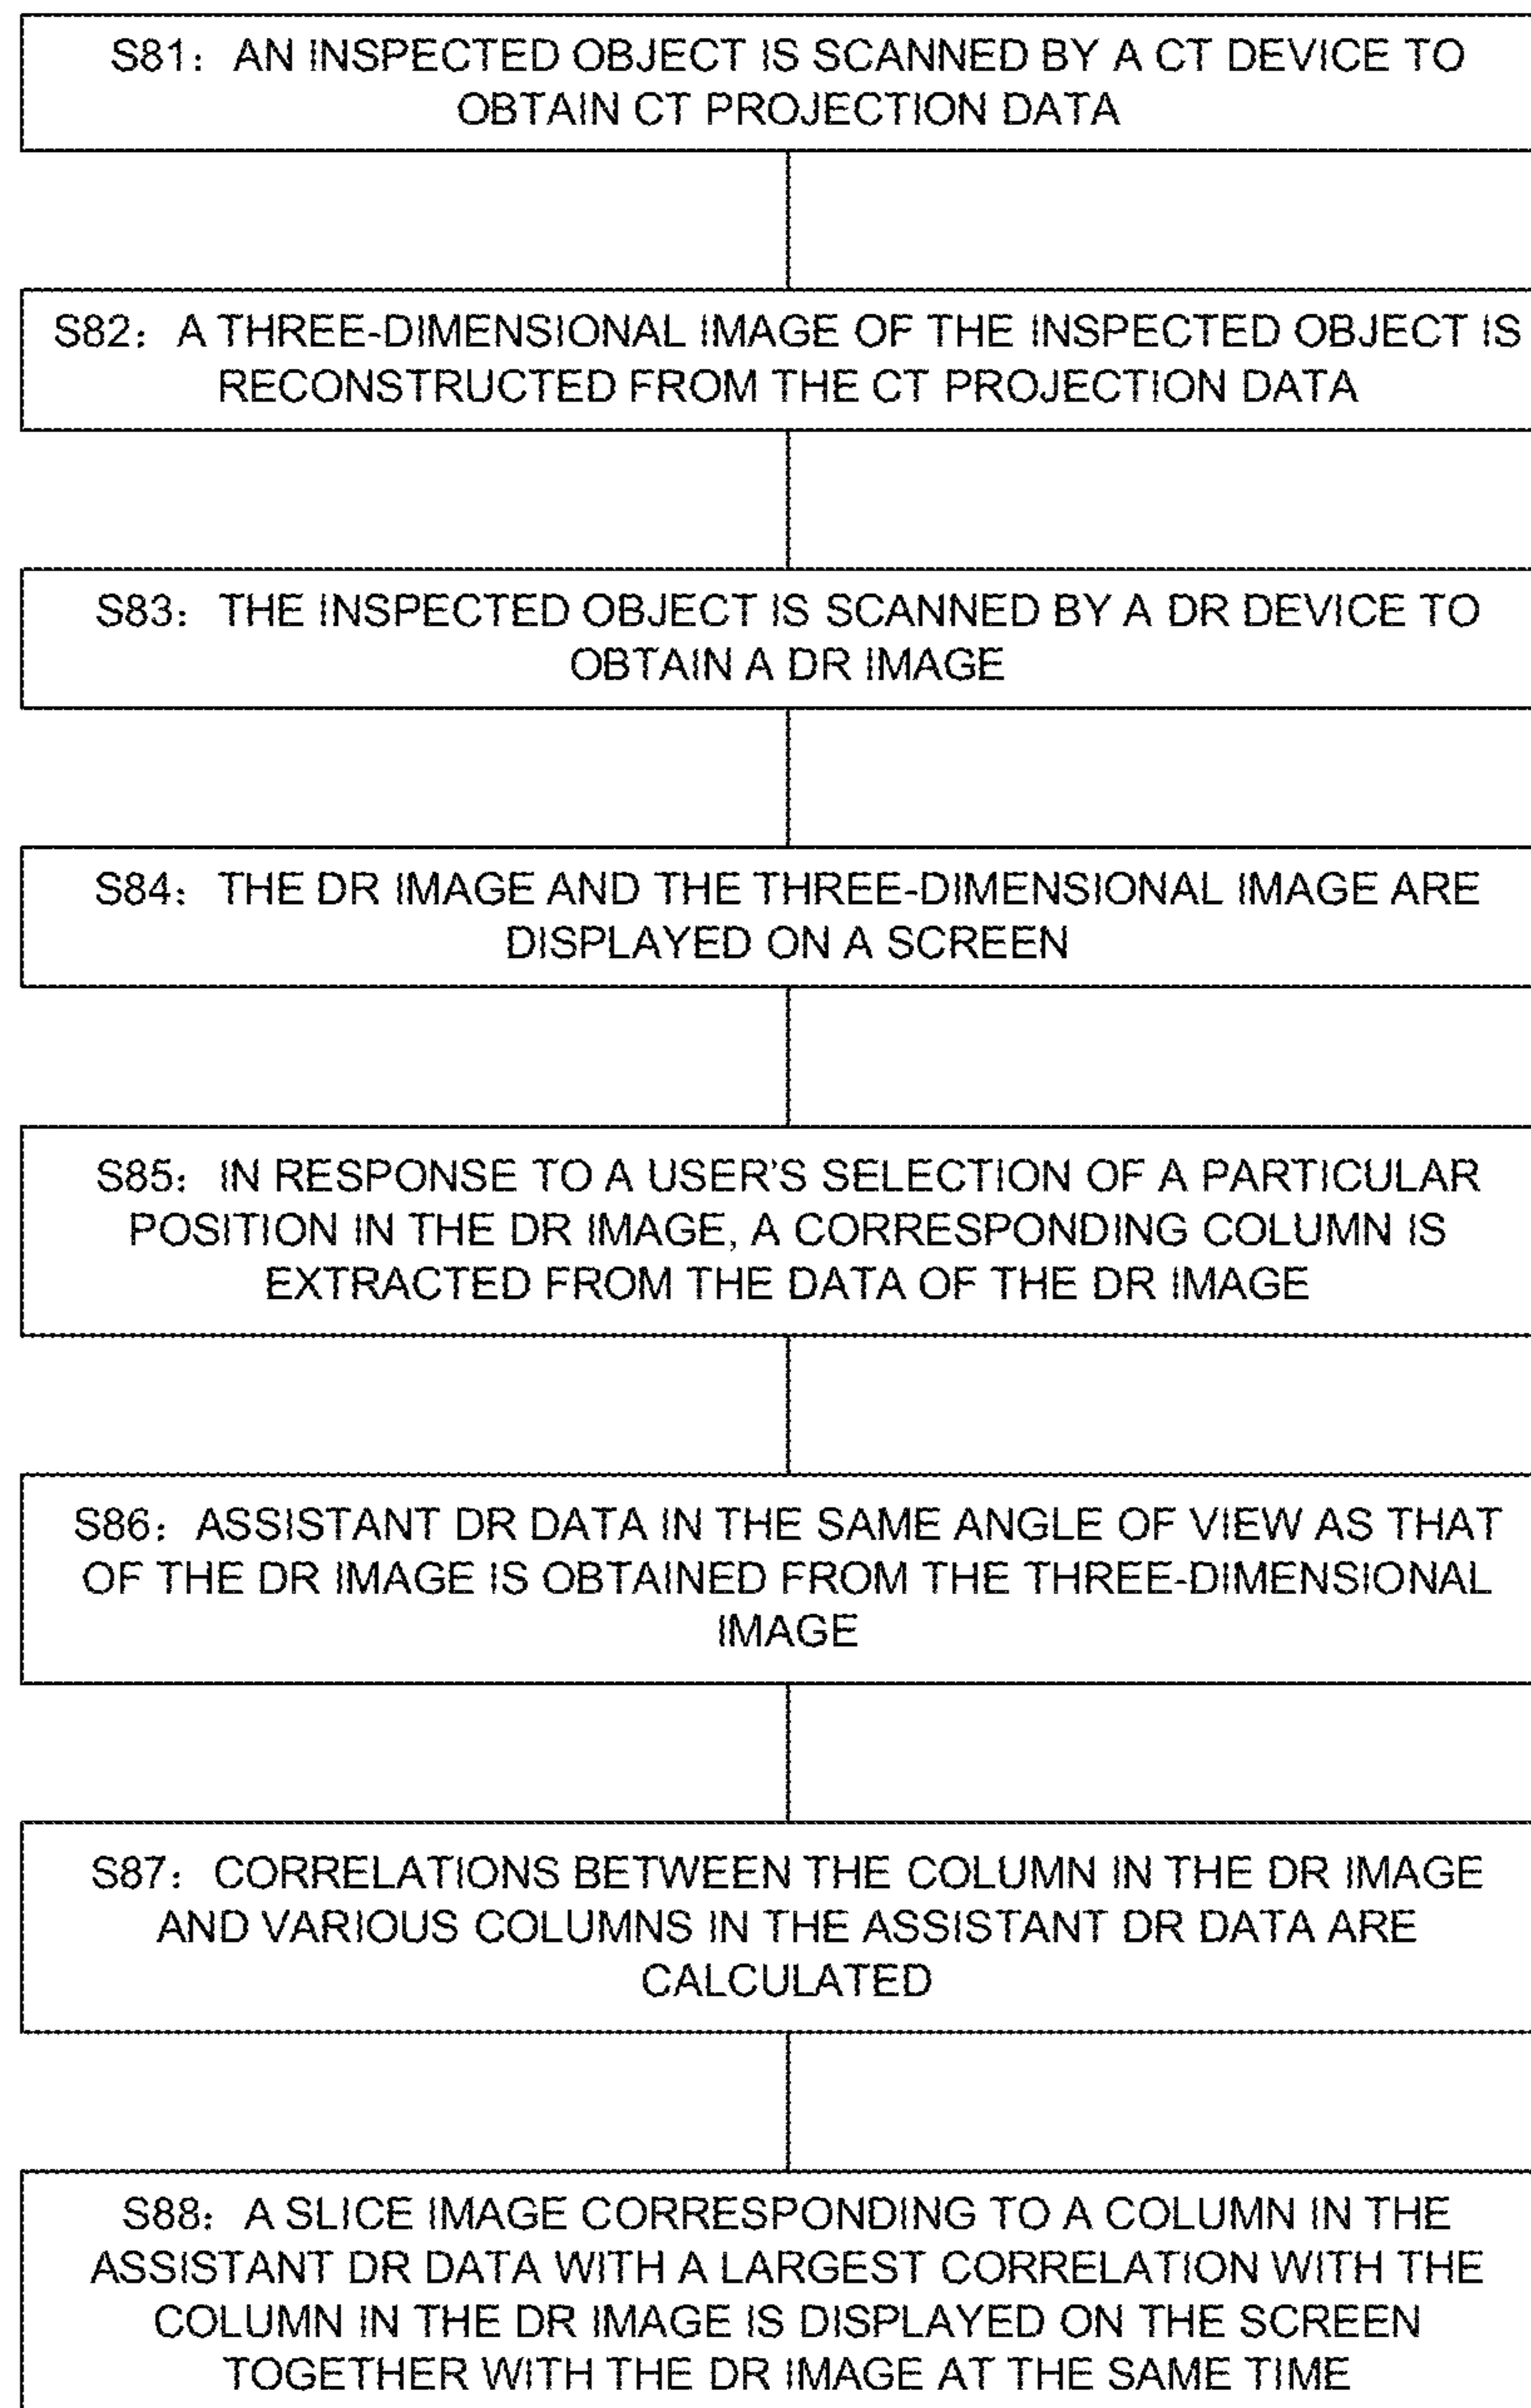 S81: AN INSPECTED OBJECT IS SCANNED BY A CT DEVICE TO
OBTAIN CT PROJECTION DATA
S82: A THREE-DIMENSIONAL IMAGE OF THE INSPECTED OBJECT IS
RECONSTRUCTED FROM THE CT PROJECTION DATA
S83: THE INSPECTED OBJECT IS SCANNED BY A DR DEVICE TO
OBTAIN A DR IMAGE
S84: THE DR IMAGE AND THE THREE-DIMENSIONAL IMAGE ARE
DISPLAYED ON A SCREEN
S85: IN RESPONSE TO A USER'S SELECTION OF A PARTICULAR
POSITION IN THE DR IMAGE, A CORRESPONDING COLUMN IS
EXTRACTED FROM THE DATA OF THE DR IMAGE
S86: ASSISTANT DR DATA IN THE SAME ANGLE OF VIEW AS THAT
OF THE DR IMAGE IS OBTAINED FROM THE THREE-DIMENSIONAL
IMAGE
S87: CORRELATIONS BETWEEN THE COLUMN IN THE DR IMAGE
AND VARIOUS COLUMNS IN THE ASSISTANT DR DATA ARE
CALCULATED
S88: A SLICE IMAGE CORRESPONDING TO A COLUMN IN THE
ASSISTANT DR DATA WITH A LARGEST CORRELATION WITH THE
COLUMN IN THE DR IMAGE IS DISPLAYED ON THE SCREEN
TOGETHER WITH THE DR IMAGE AT THE SAME TIME